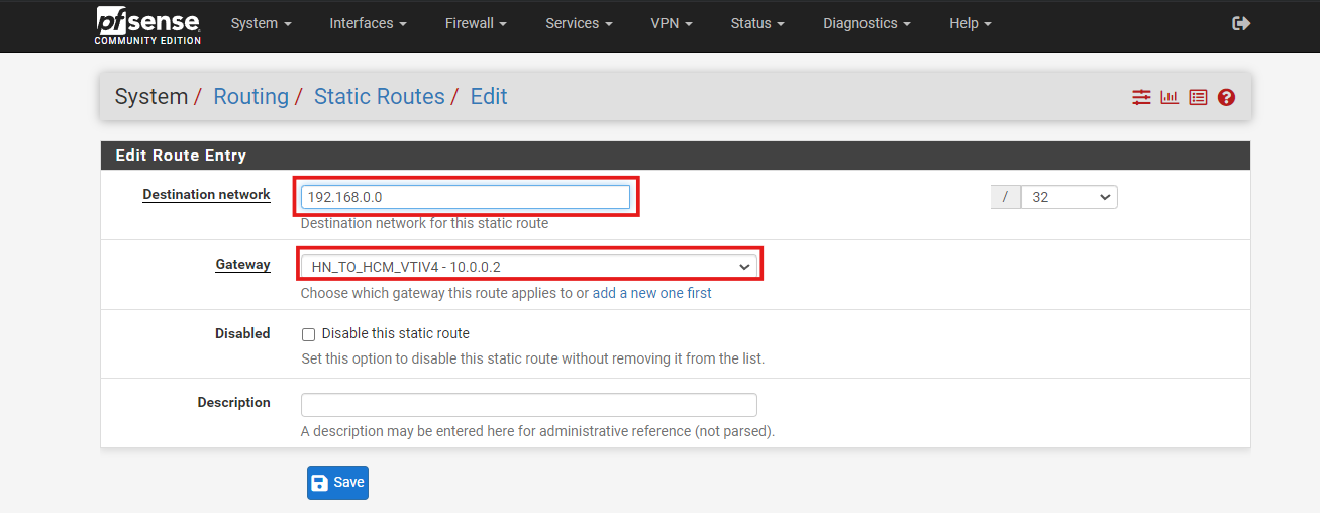 pfsense
COMMUNITY EDITION
System Interfaces Firewall Services VPN Status Diagnostics Help
System / Routing / Static Routes / Edit
Edit Route Entry
Destination network 192.168.0.0 / 32
Destination network for this static route
Gateway HN_TO_HCM_VTIV4 - 10.0.0.2
Choose which gateway this route applies to or add a new one first
Disabled Disable this static route
Set this option to disable this static route without removing it from the list.
Description
A description may be entered here for administrative reference (not parsed).
Save